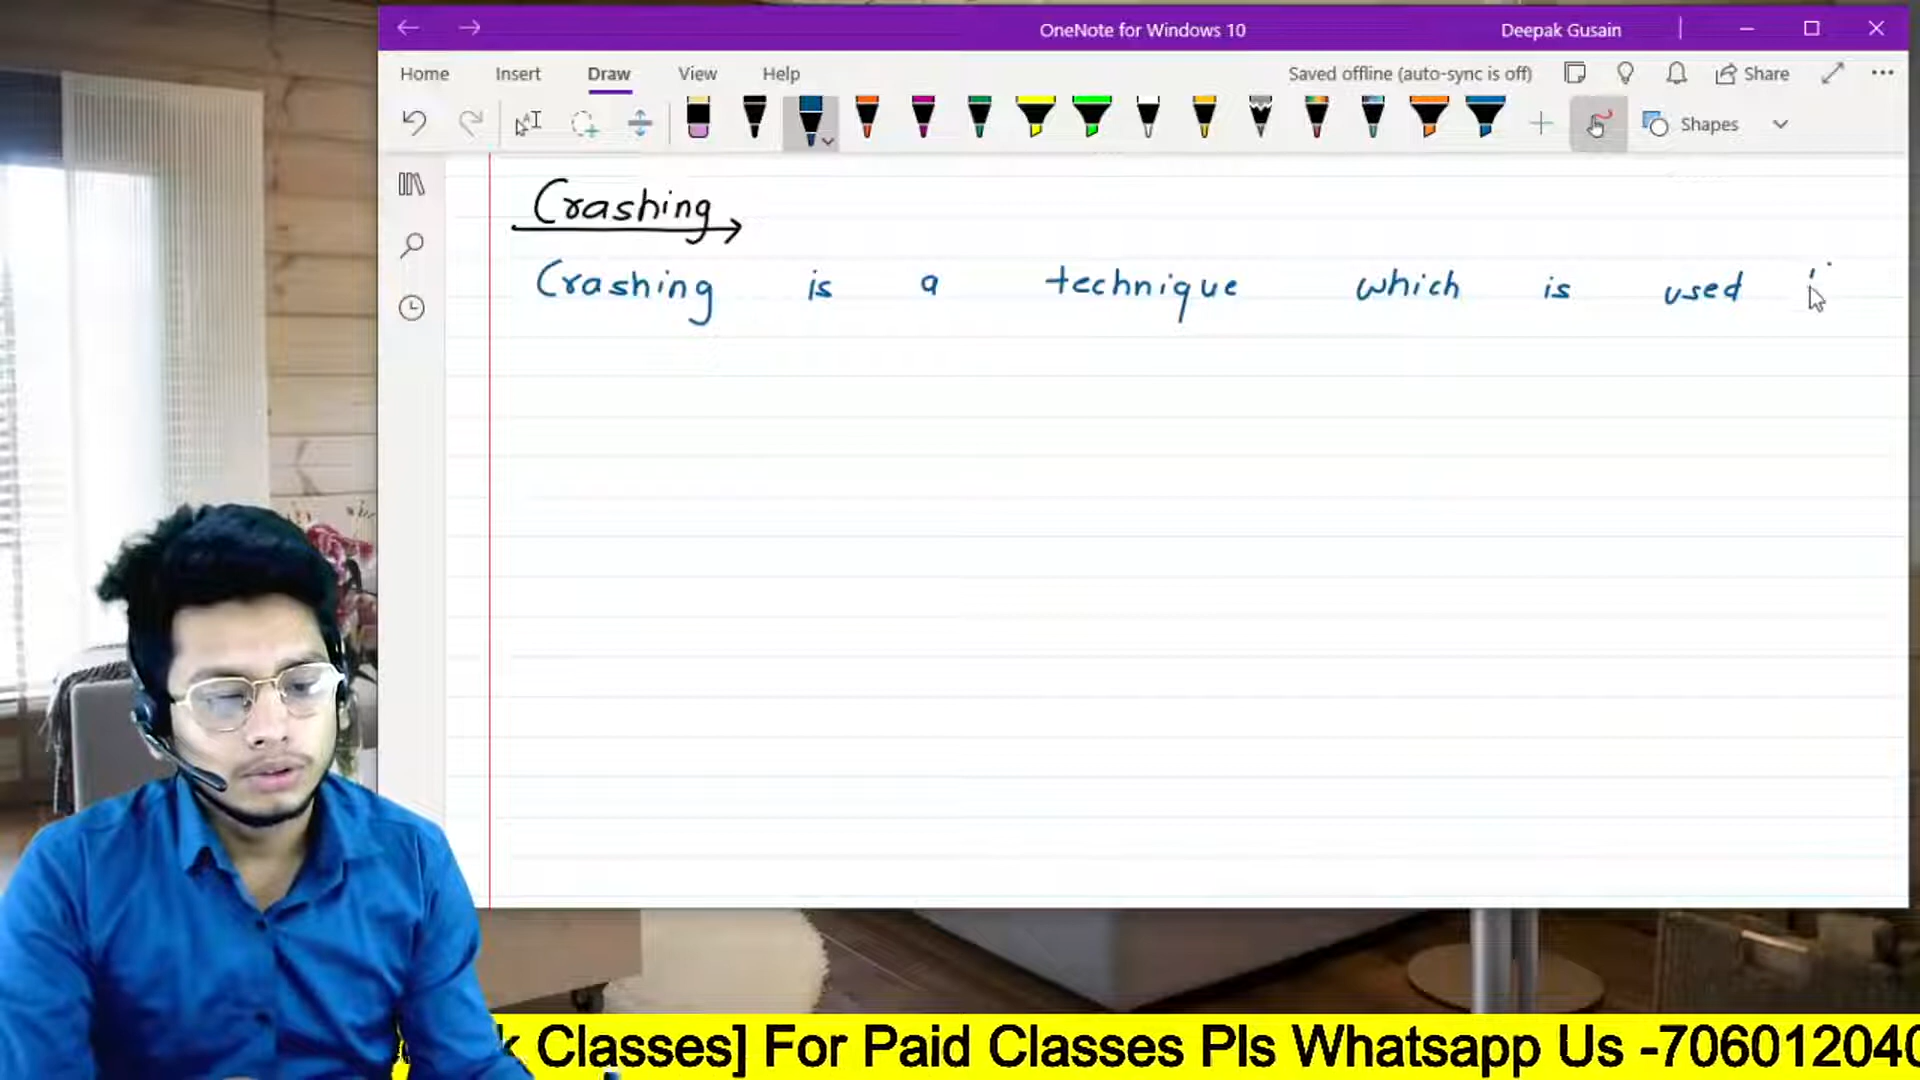 OneNote for Windows 10
Deepak Gusain
Home Insert Draw View Help
Saved offline (auto-sync is off)
Share
Shapes
Crashing
Crashing is a technique which is used
Classes] For Paid Classes Pls Whatsapp Us -706012040